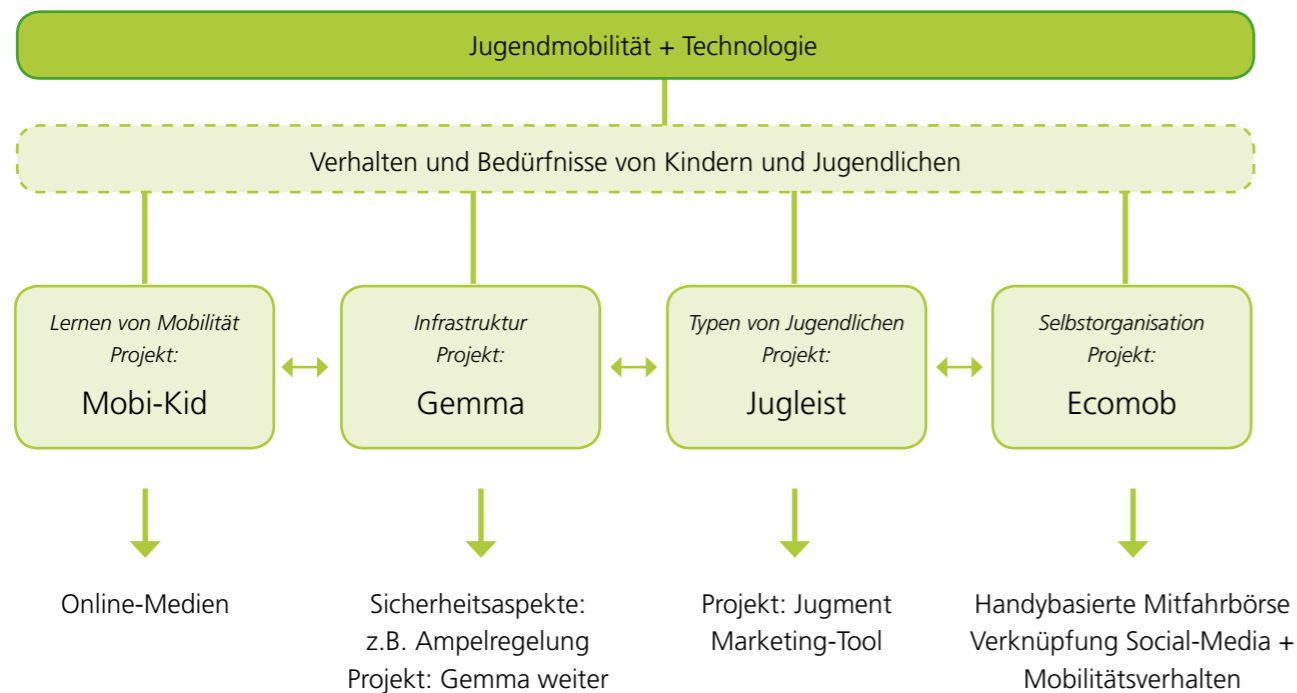 Jugendmobilität + Technologie
Verhalten und Bedürfnisse von Kindern und Jugendlichen
Lernen von Mobilität
Projekt:
Mobi-Kid
Infrastruktur
Projekt:
Gemma
Typen von Jugendlichen
Projekt:
Jugleist
Selbstorganisation
Projekt:
Ecomob
Online-Medien
Sicherheitsaspekte:
z.B. Ampelregelung
Projekt: Gemma weiter
Projekt: Jugment
Marketing-Tool
Handybasierte Mitfahrbörse
Verknüpfung Social-Media +
Mobilitätsverhalten